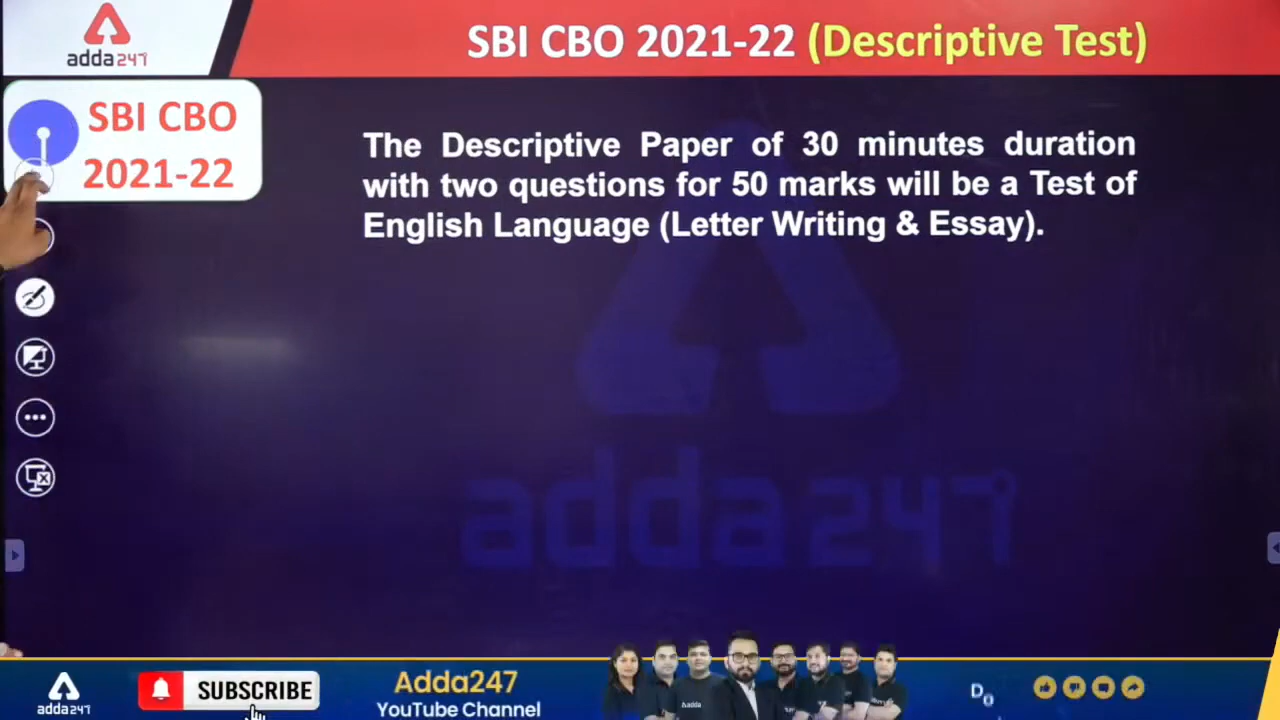 adda247
SBI CBO 2021-22 (Descriptive Test)
SBI CBO
2021-22
The Descriptive Paper of 30 minutes duration
with two questions for 50 marks will be a Test of
English Language (Letter Writing & Essay).
adda247
adda247
SUBSCRIBE
Adda247
YouTube Channel